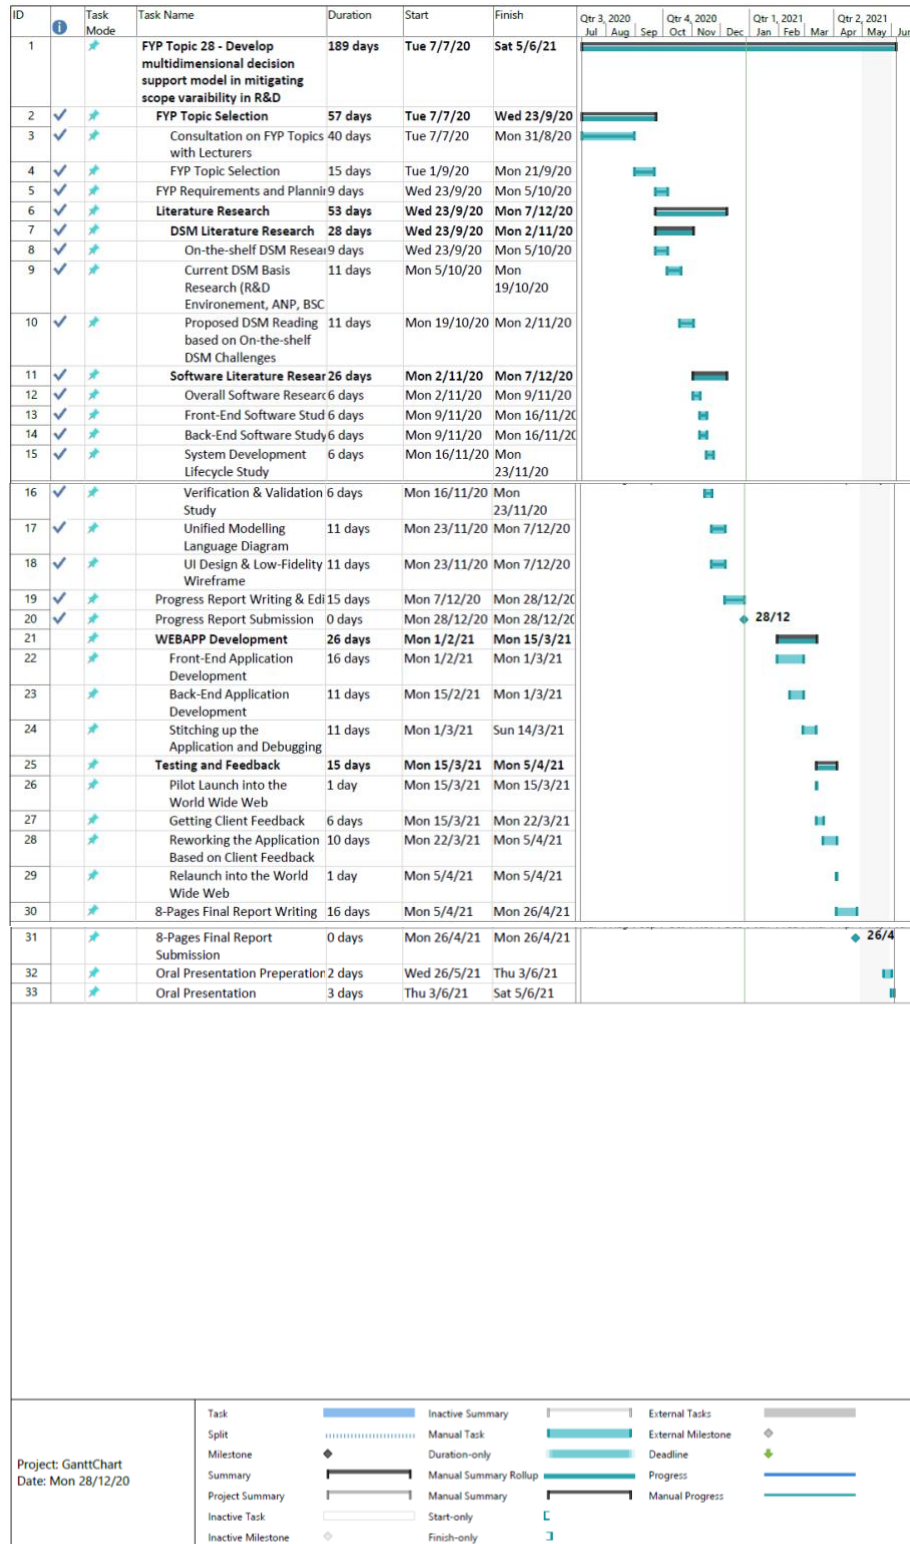 ID Task Mode Task Name Duration Start Finish
Qtr 3, 2020 Qtr 4, 2020 Qtr 1, 2021 Qtr 2, 2021
Jul Aug Sep Oct Nov Dec Jan Feb Mar Apr May Jun
1 FYP Topic 28 - Develop 189 days Tue 7/7/20 Sat 5/6/21
multidimensional decision
support model in mitigating
scope varaibility in R&D
2 FYP Topic Selection 57 days Tue 7/7/20 Wed 23/9/20
3 Consultation on FYP Topics 40 days Tue 7/7/20 Mon 31/8/20
with Lecturers
4 FYP Topic Selection 15 days Tue 1/9/20 Mon 21/9/20
5 FYP Requirements and Plannin 9 days Wed 23/9/20 Mon 5/10/20
6 Literature Research 53 days Wed 23/9/20 Mon 7/12/20
7 DSM Literature Research 28 days Wed 23/9/20 Mon 2/11/20
8 On-the-shelf DSM Resear 9 days Wed 23/9/20 Mon 5/10/20
9 Current DSM Basis 11 days Mon 5/10/20 Mon
Research (R&D 19/10/20
Environement, ANP, BSC
10 Proposed DSM Reading 11 days Mon 19/10/20 Mon 2/11/20
based on On-the-shelf
DSM Challenges
11 Software Literature Resear 26 days Mon 2/11/20 Mon 7/12/20
12 Overall Software Researc 6 days Mon 2/11/20 Mon 9/11/20
13 Front-End Software Stud 6 days Mon 9/11/20 Mon 16/11/20
14 Back-End Software Study 6 days Mon 9/11/20 Mon 16/11/20
15 System Development 6 days Mon 16/11/20 Mon
Lifecycle Study 23/11/20
16 Verification & Validation 6 days Mon 16/11/20 Mon
Study 23/11/20
17 Unified Modelling 11 days Mon 23/11/20 Mon 7/12/20
Language Diagram
18 UI Design & Low-Fidelity 11 days Mon 23/11/20 Mon 7/12/20
Wireframe
19 Progress Report Writing & Edi 15 days Mon 7/12/20 Mon 28/12/20
20 Progress Report Submission 0 days Mon 28/12/20 Mon 28/12/20 28/12
21 WEBAPP Development 26 days Mon 1/2/21 Mon 15/3/21
22 Front-End Application 16 days Mon 1/2/21 Mon 1/3/21
Development
23 Back-End Application 11 days Mon 15/2/21 Mon 1/3/21
Development
24 Stitching up the 11 days Mon 1/3/21 Sun 14/3/21
Application and Debugging
25 Testing and Feedback 15 days Mon 15/3/21 Mon 5/4/21
26 Pilot Launch into the 1 day Mon 15/3/21 Mon 15/3/21
World Wide Web
27 Getting Client Feedback 6 days Mon 15/3/21 Mon 22/3/21
28 Reworking the Application 10 days Mon 22/3/21 Mon 5/4/21
Based on Client Feedback
29 Relaunch into the World 1 day Mon 5/4/21 Mon 5/4/21
Wide Web
30 8-Pages Final Report Writing 16 days Mon 5/4/21 Mon 26/4/21
31 8-Pages Final Report 0 days Mon 26/4/21 Mon 26/4/21 26/4
Submission
32 Oral Presentation Preperation 2 days Wed 26/5/21 Thu 3/6/21
33 Oral Presentation 3 days Thu 3/6/21 Sat 5/6/21
Project: GanttChart
Date: Mon 28/12/20
Task Inactive Summary External Tasks
Split Manual Task External Milestone
Milestone Duration-only Deadline
Summary Manual Summary Rollup Progress
Project Summary Manual Summary Manual Progress
Inactive Task Start-only
Inactive Milestone Finish-only